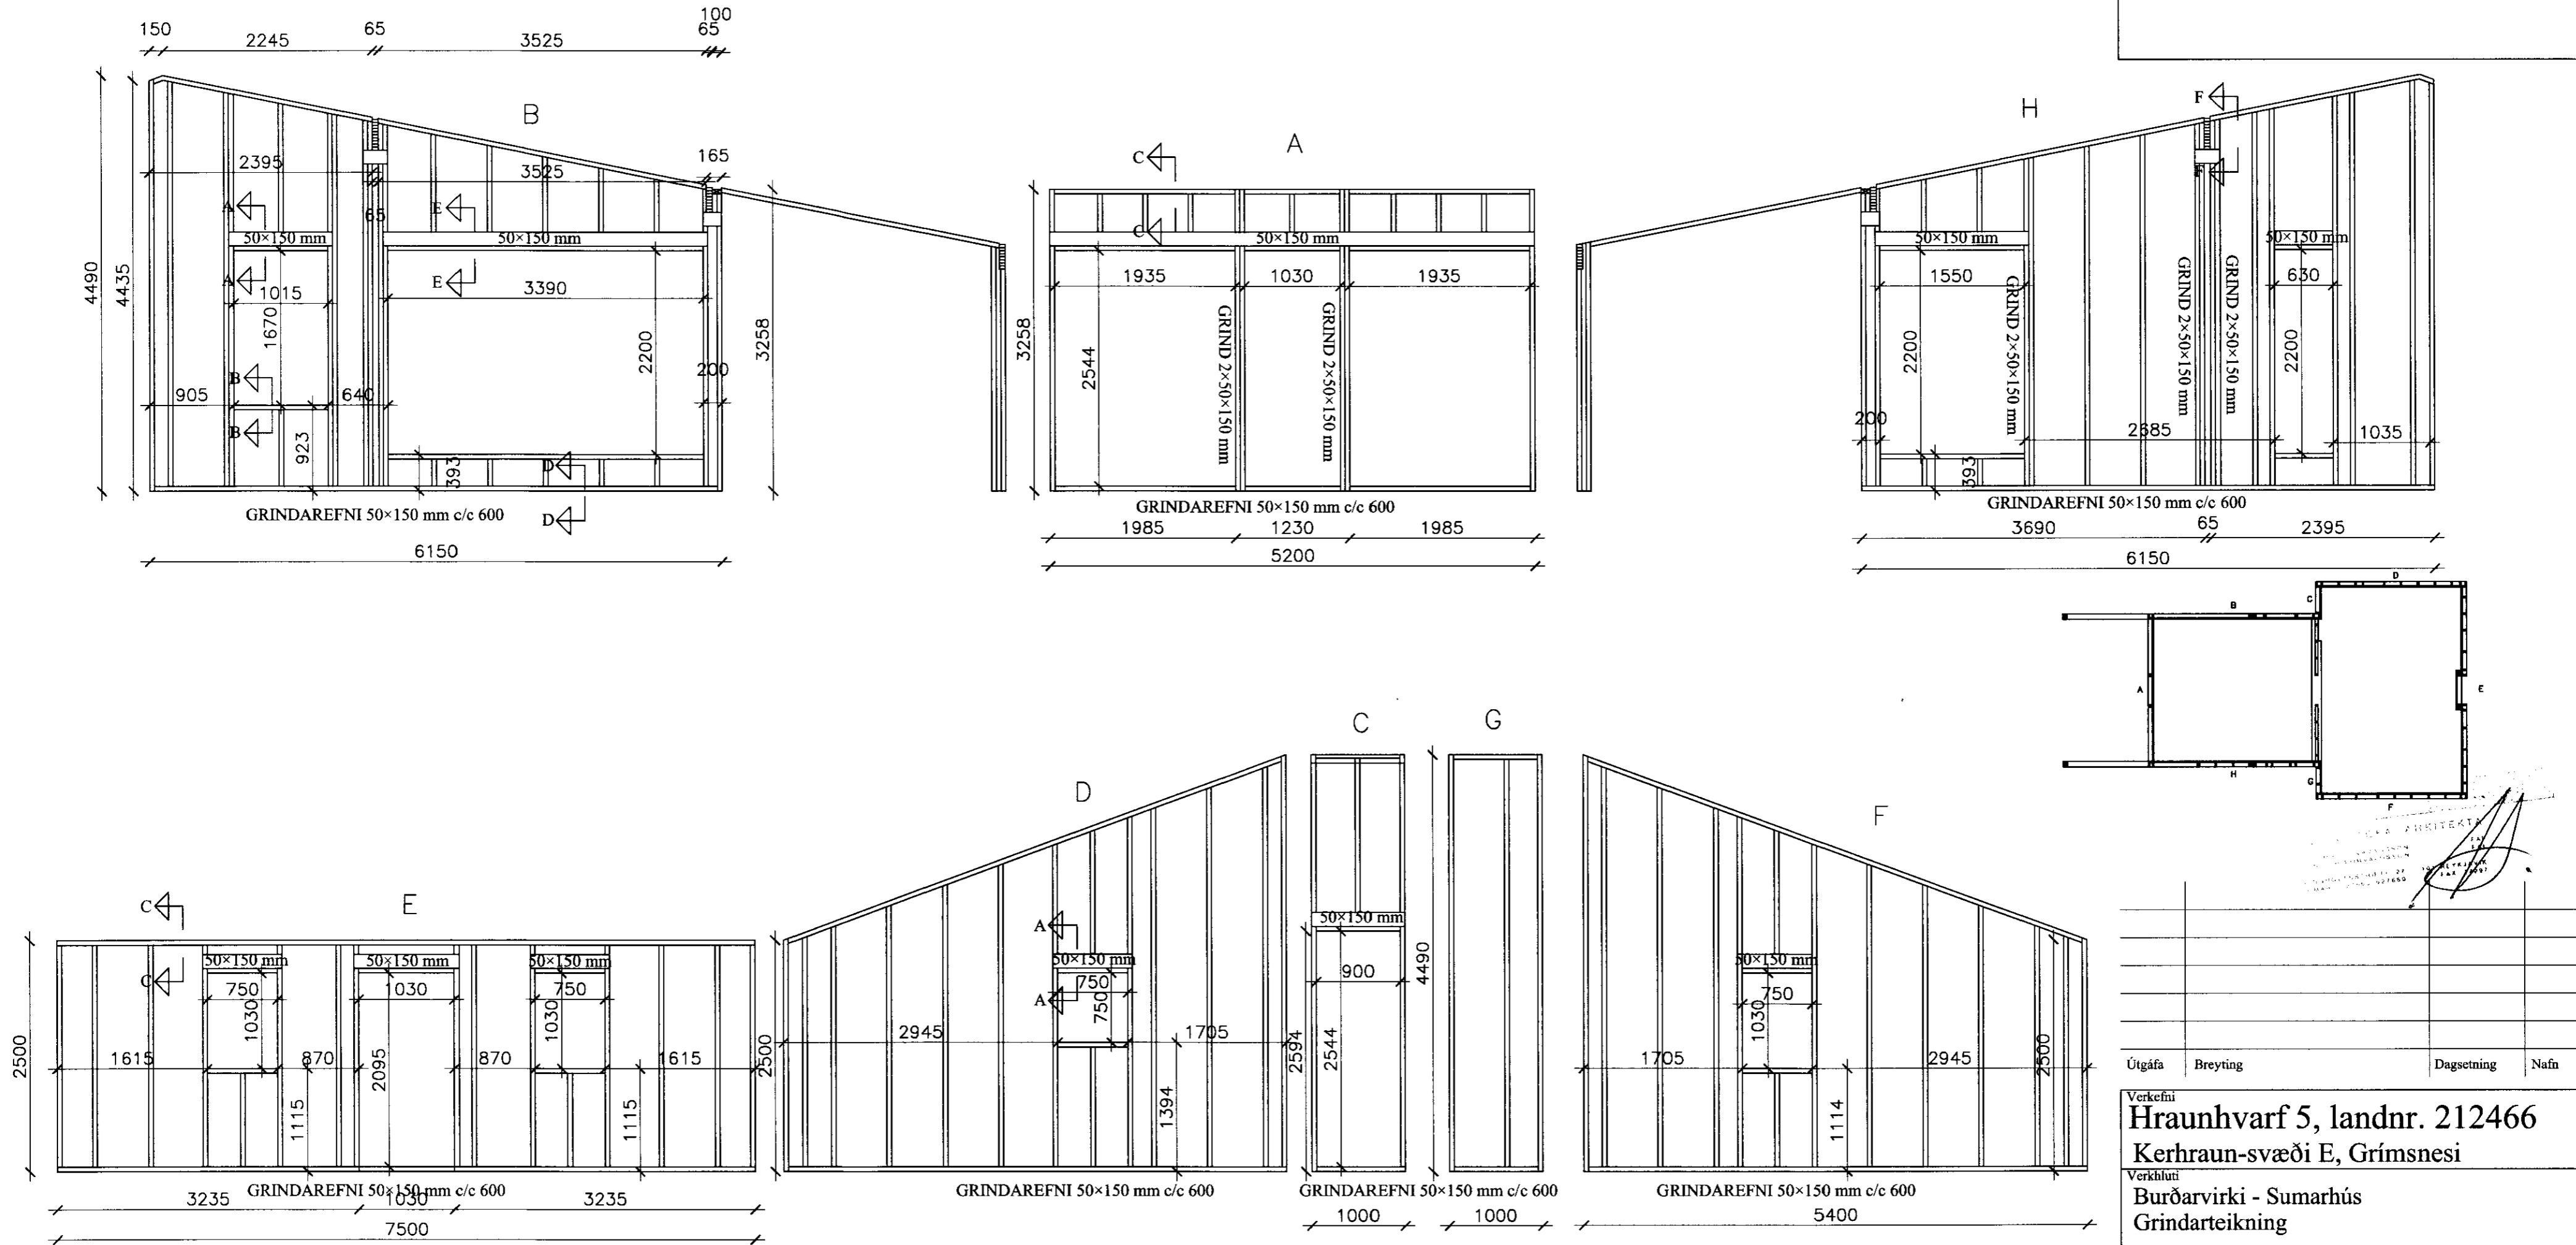 150
2245
65
3525
100
65
B
4490
4435
2395
3525
165
A
E
65
50×150 mm
50×150 mm
A
E
1015
3390
1670
2200
3258
200
B
905
640
B
923
393
D
GRINDAREFNI 50×150 mm c/c 600
D
6150
A
C
C
50×150 mm
1935
1030
1935
3258
2544
GRIND 2×50×150 mm
GRIND 2×50×150 mm
GRINDAREFNI 50×150 mm c/c 600
1985
1230
1985
5200
H
F
F
50×150 mm
50×150 mm
1550
630
2200
GRIND 2×50×150 mm
GRIND 2×50×150 mm
GRIND 2×50×150 mm
2200
200
2685
1035
393
GRINDAREFNI 50×150 mm c/c 600
3690
65
2395
6150
D
B
C
A
E
H
G
F
E
C
C
50×150 mm
50×150 mm
50×150 mm
750
1030
750
1030
1030
2500
1615
870
2095
870
1615
1115
1115
GRINDAREFNI 50×150 mm c/c 600
3235
1030
3235
7500
D
A
50×150 mm
A
750
750
2500
2945
1705
1394
GRINDAREFNI 50×150 mm c/c 600
C
50×150 mm
900
2594
2544
GRINDAREFNI 50×150 mm c/c 600
1000
G
4490
1000
F
50×150 mm
750
1030
1705
2945
2500
1114
GRINDAREFNI 50×150 mm c/c 600
5400
ARKITEKTA
Útgáfa
Breyting
Dagsetning
Nafn
Verkefni
Hraunhvarf 5, landnr. 212466
Kerhraun-svæði E, Grímsnesi
Verkhluti
Burðarvirki - Sumarhús
Grindarteikning